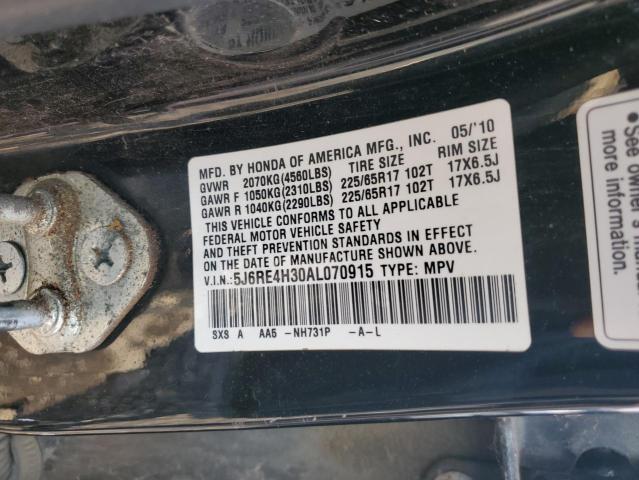 MFD. BY HONDA OF AMERICA MFG., INC. 05/'10
GVWR 2070KG(4560LBS) TIRE SIZE RIM SIZE
GAWR F 1050KG(2310LBS) 225/65R17 102T 17X6.5J
GAWR R 1040KG(2290LBS) 225/65R17 102T 17X6.5J
THIS VEHICLE CONFORMS TO ALL APPLICABLE
FEDERAL MOTOR VEHICLE SAFETY
AND THEFT PREVENTION STANDARDS IN EFFECT
ON THE DATE OF MANUFACTURE SHOWN ABOVE.
V.I.N.:5J6RE4H30AL070915 TYPE: MPV
SXS A AA5 -NH731P -A-L
•See owner's
information.